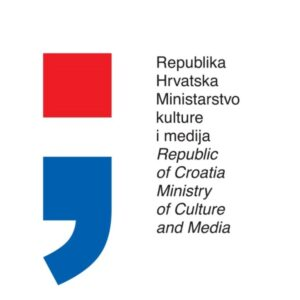 Republika
Hrvatska
Ministarstvo
kulture
i medija
Republic
of Croatia
Ministry
of Culture
and Media